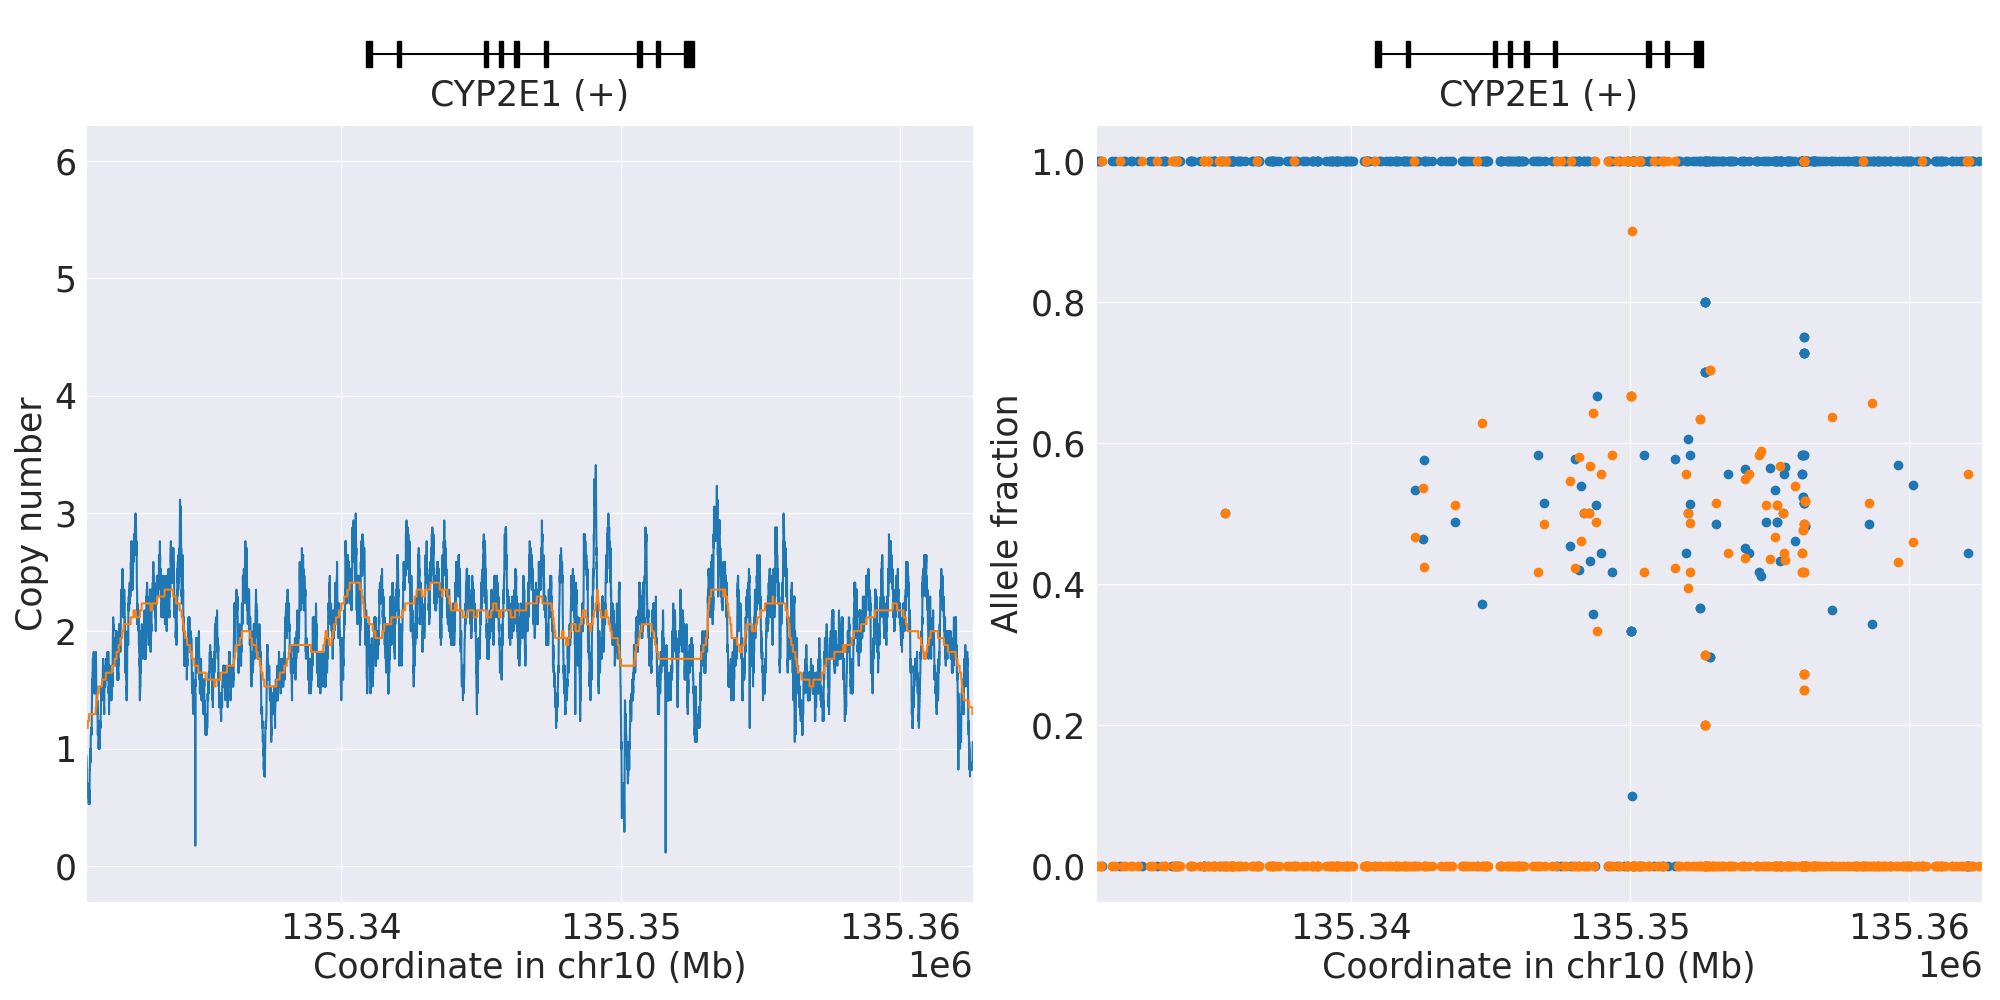 CYP2E1 (+)
6
5
4
3
2
1
0
Copy number
135.34 135.35 135.36
Coordinate in chr10 (Mb)
1e6
CYP2E1 (+)
1.0
0.8
0.6
0.4
0.2
0.0
Allele fraction
135.34 135.35 135.36
Coordinate in chr10 (Mb)
1e6